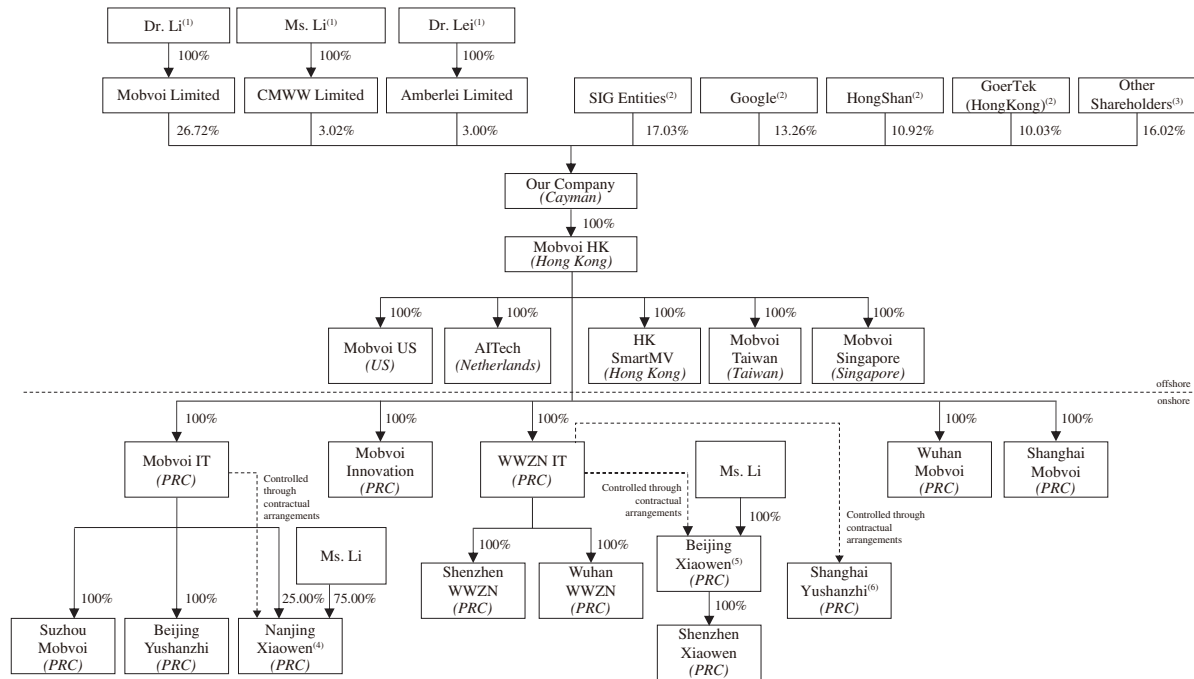 Dr. Li(1)
Ms. Li(1)
Dr. Lei(1)
100%
100%
100%
Mobvoi Limited
CMWW Limited
Amberlei Limited
SIG Entities(2)
Google(2)
HongShan(2)
GoerTek
(HongKong)(2)
Other
Shareholders(3)
26.72%
3.02%
3.00%
17.03%
13.26%
10.92%
10.03%
16.02%
Our Company
(Cayman)
100%
Mobvoi HK
(Hong Kong)
100%
100%
100%
100%
100%
Mobvoi US
(US)
AITech
(Netherlands)
HK
SmartMV
(Hong Kong)
Mobvoi
Taiwan
(Taiwan)
Mobvoi
Singapore
(Singapore)
offshore
onshore
100%
100%
100%
100%
100%
Mobvoi IT
(PRC)
Mobvoi
Innovation
(PRC)
WWZN IT
(PRC)
Ms. Li
Wuhan
Mobvoi
(PRC)
Shanghai
Mobvoi
(PRC)
Controlled
through
contractual
arrangements
Controlled
through
contractual
arrangements
Controlled through
contractual
arrangements
100%
Ms. Li
100%
100%
Shenzhen
WWZN
(PRC)
Wuhan
WWZN
(PRC)
Beijing
Xiaowen(5)
(PRC)
Shanghai
Yushanzhi(6)
(PRC)
100%
100%
25.00%
75.00%
100%
Suzhou
Mobvoi
(PRC)
Beijing
Yushanzhi
(PRC)
Nanjing
Xiaowen(4)
(PRC)
Shenzhen
Xiaowen
(PRC)